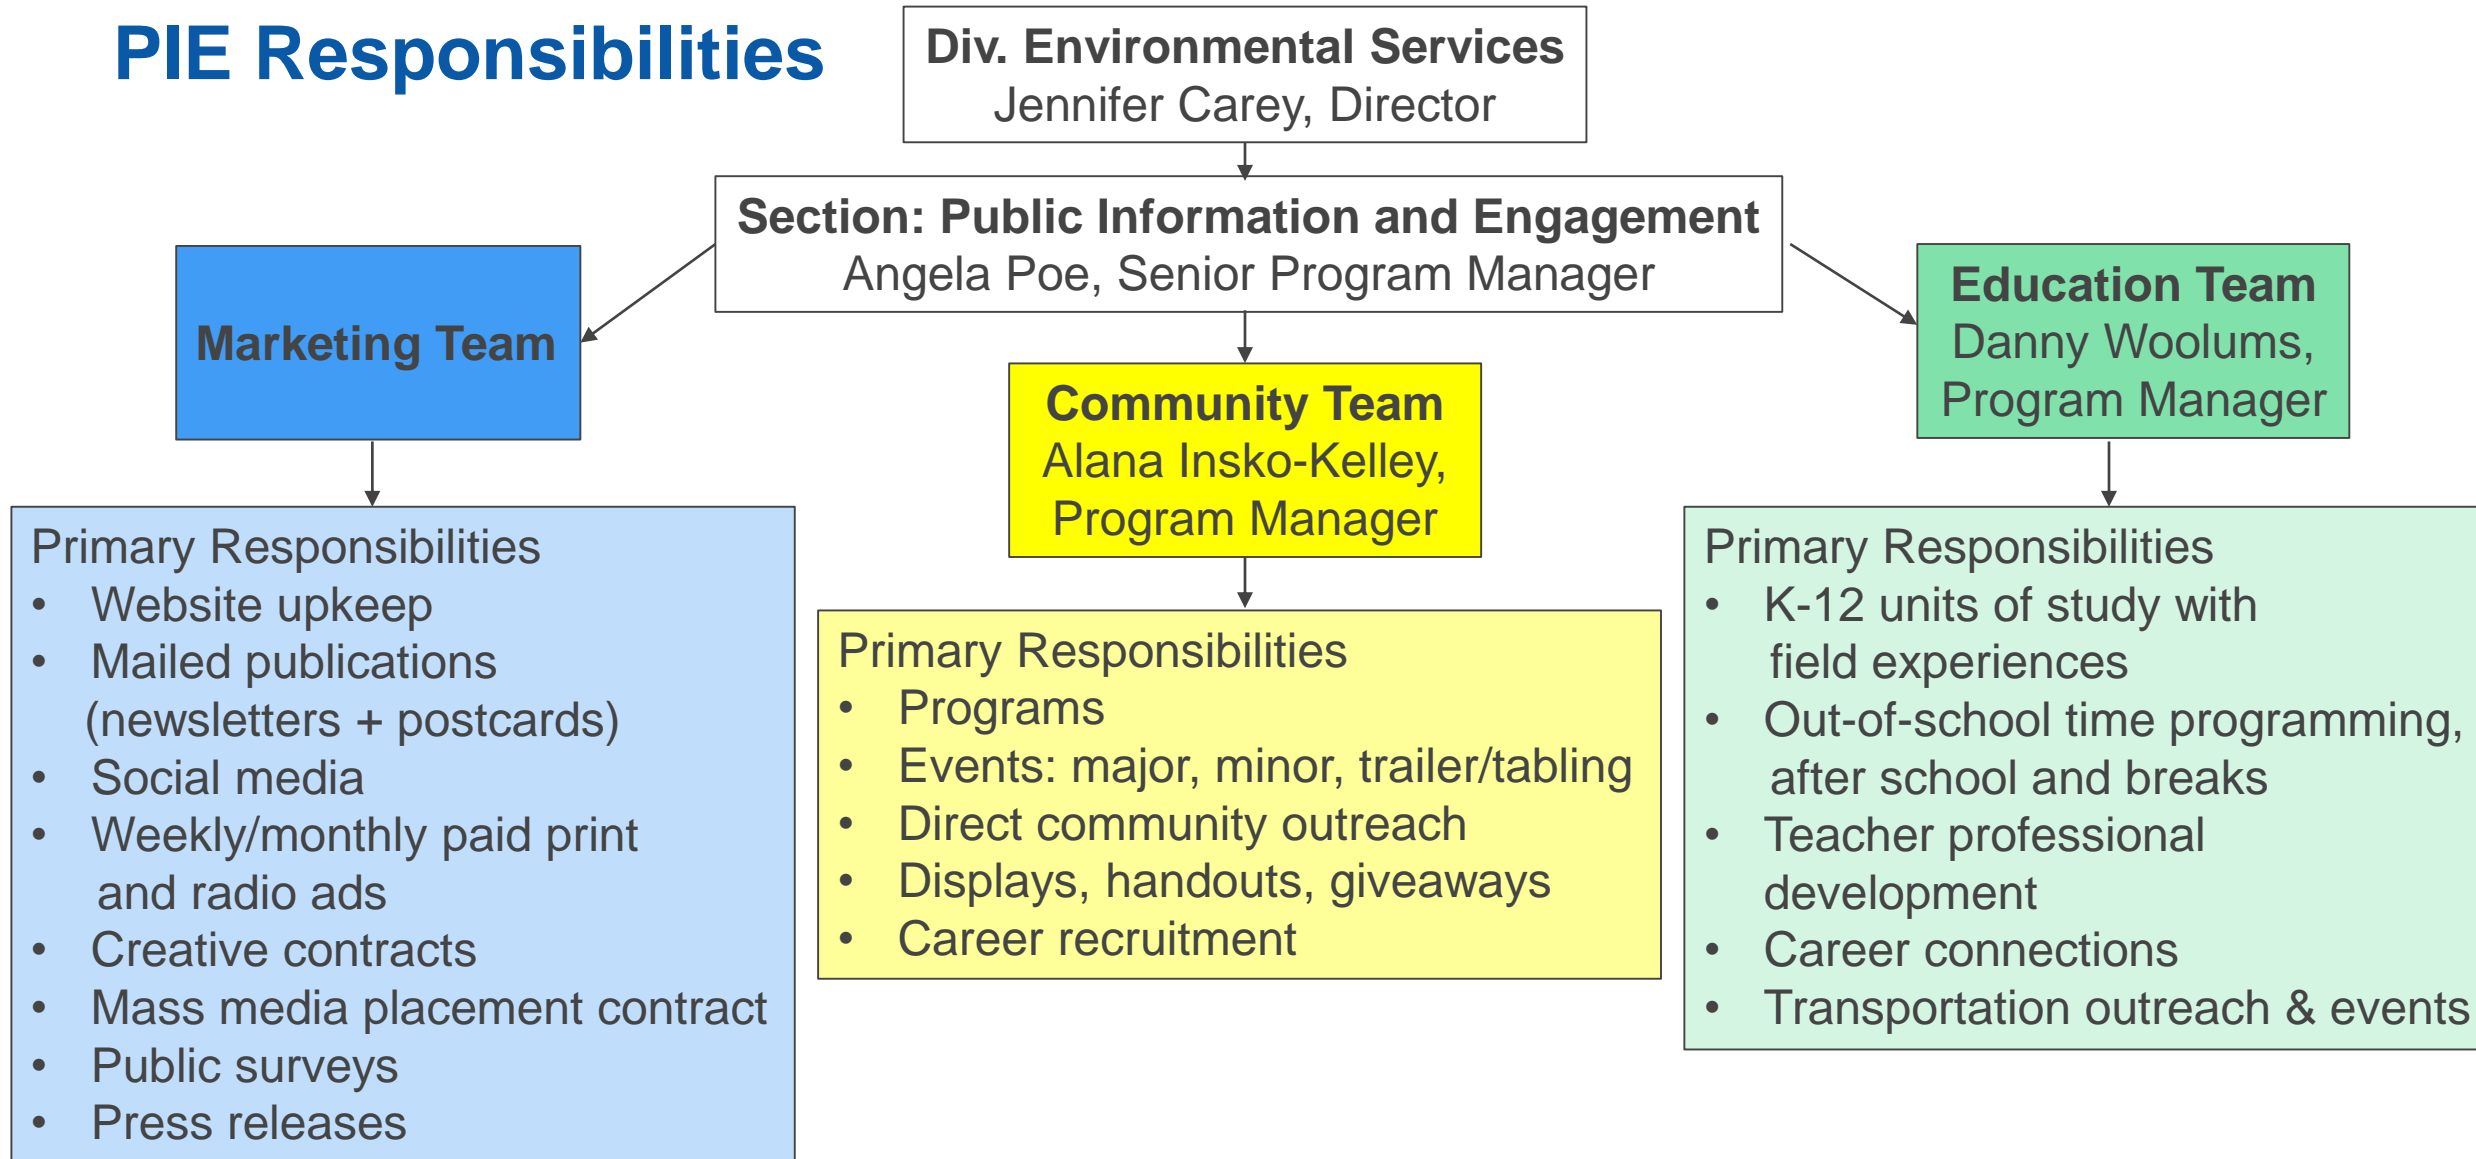 PIE Responsibilities
Div. Environmental Services
Jennifer Carey, Director
Section: Public Information and Engagement
Angela Poe, Senior Program Manager
Marketing Team
Primary Responsibilities
• Website upkeep
• Mailed publications
(newsletters + postcards)
• Social media
• Weekly/monthly paid print
and radio ads
• Creative contracts
• Mass media placement contract
• Public surveys
• Press releases
Community Team
Alana Insko-Kelley,
Program Manager
Primary Responsibilities
• Programs
• Events: major, minor, trailer/tabling
• Direct community outreach
• Displays, handouts, giveaways
• Career recruitment
Education Team
Danny Woolums,
Program Manager
Primary Responsibilities
• K-12 units of study with
field experiences
• Out-of-school time programming,
after school and breaks
• Teacher professional
development
• Career connections
• Transportation outreach & events